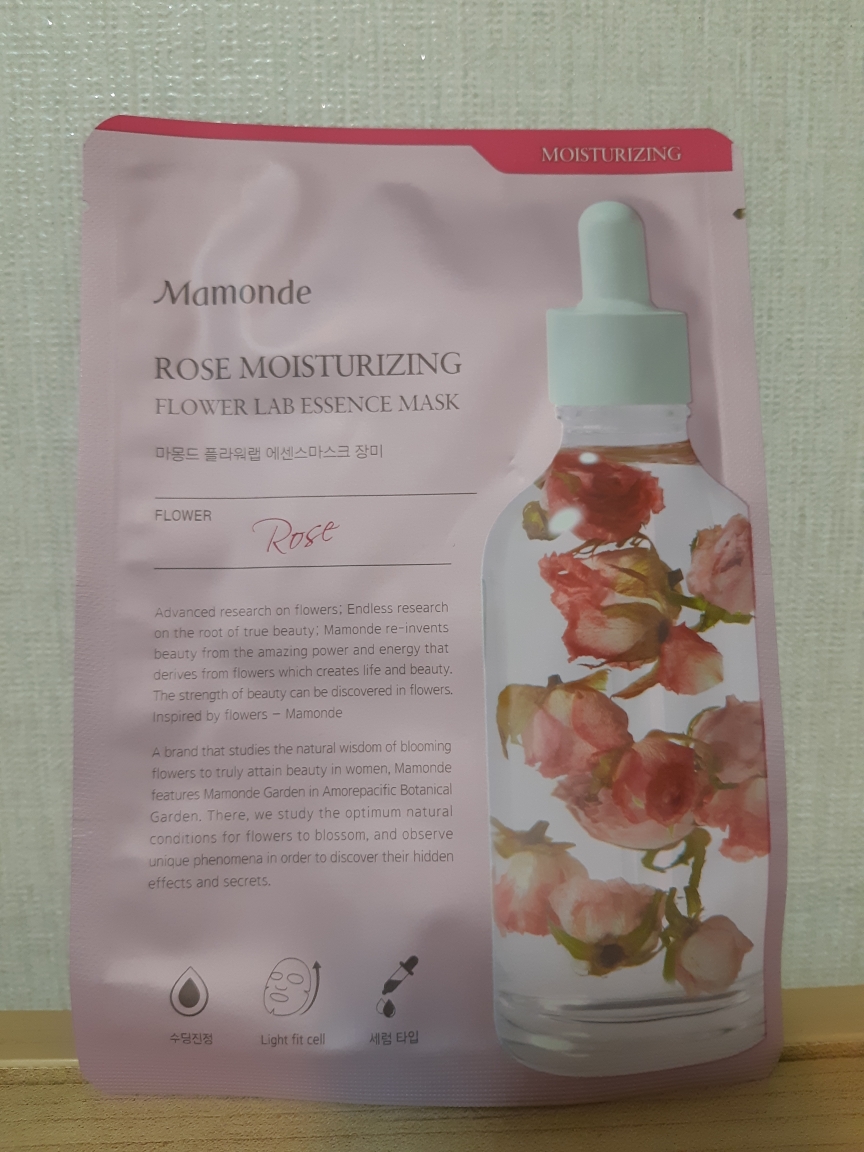 MOISTURIZING
Mamonde
ROSE MOISTURIZING
FLOWER LAB ESSENCE MASK
마몽드 플라워랩 에센스마스크 장미
FLOWER
Rose
Advanced research on flowers; Endless research
on the root of true beauty; Mamonde re-invents
beauty from the amazing power and energy that
derives from flowers which creates life and beauty.
The strength of beauty can be discovered in flowers.
Inspired by flowers - Mamonde
A brand that studies the natural wisdom of blooming
flowers to truly attain beauty in women, Mamonde
features Mamonde Garden in Amorepacific Botanical
Garden. There, we study the optimum natural
conditions for flowers to blossom, and observe
unique phenomena in order to discover their hidden
effects and secrets.
수딩진정
Light fit cell
세럼 타입